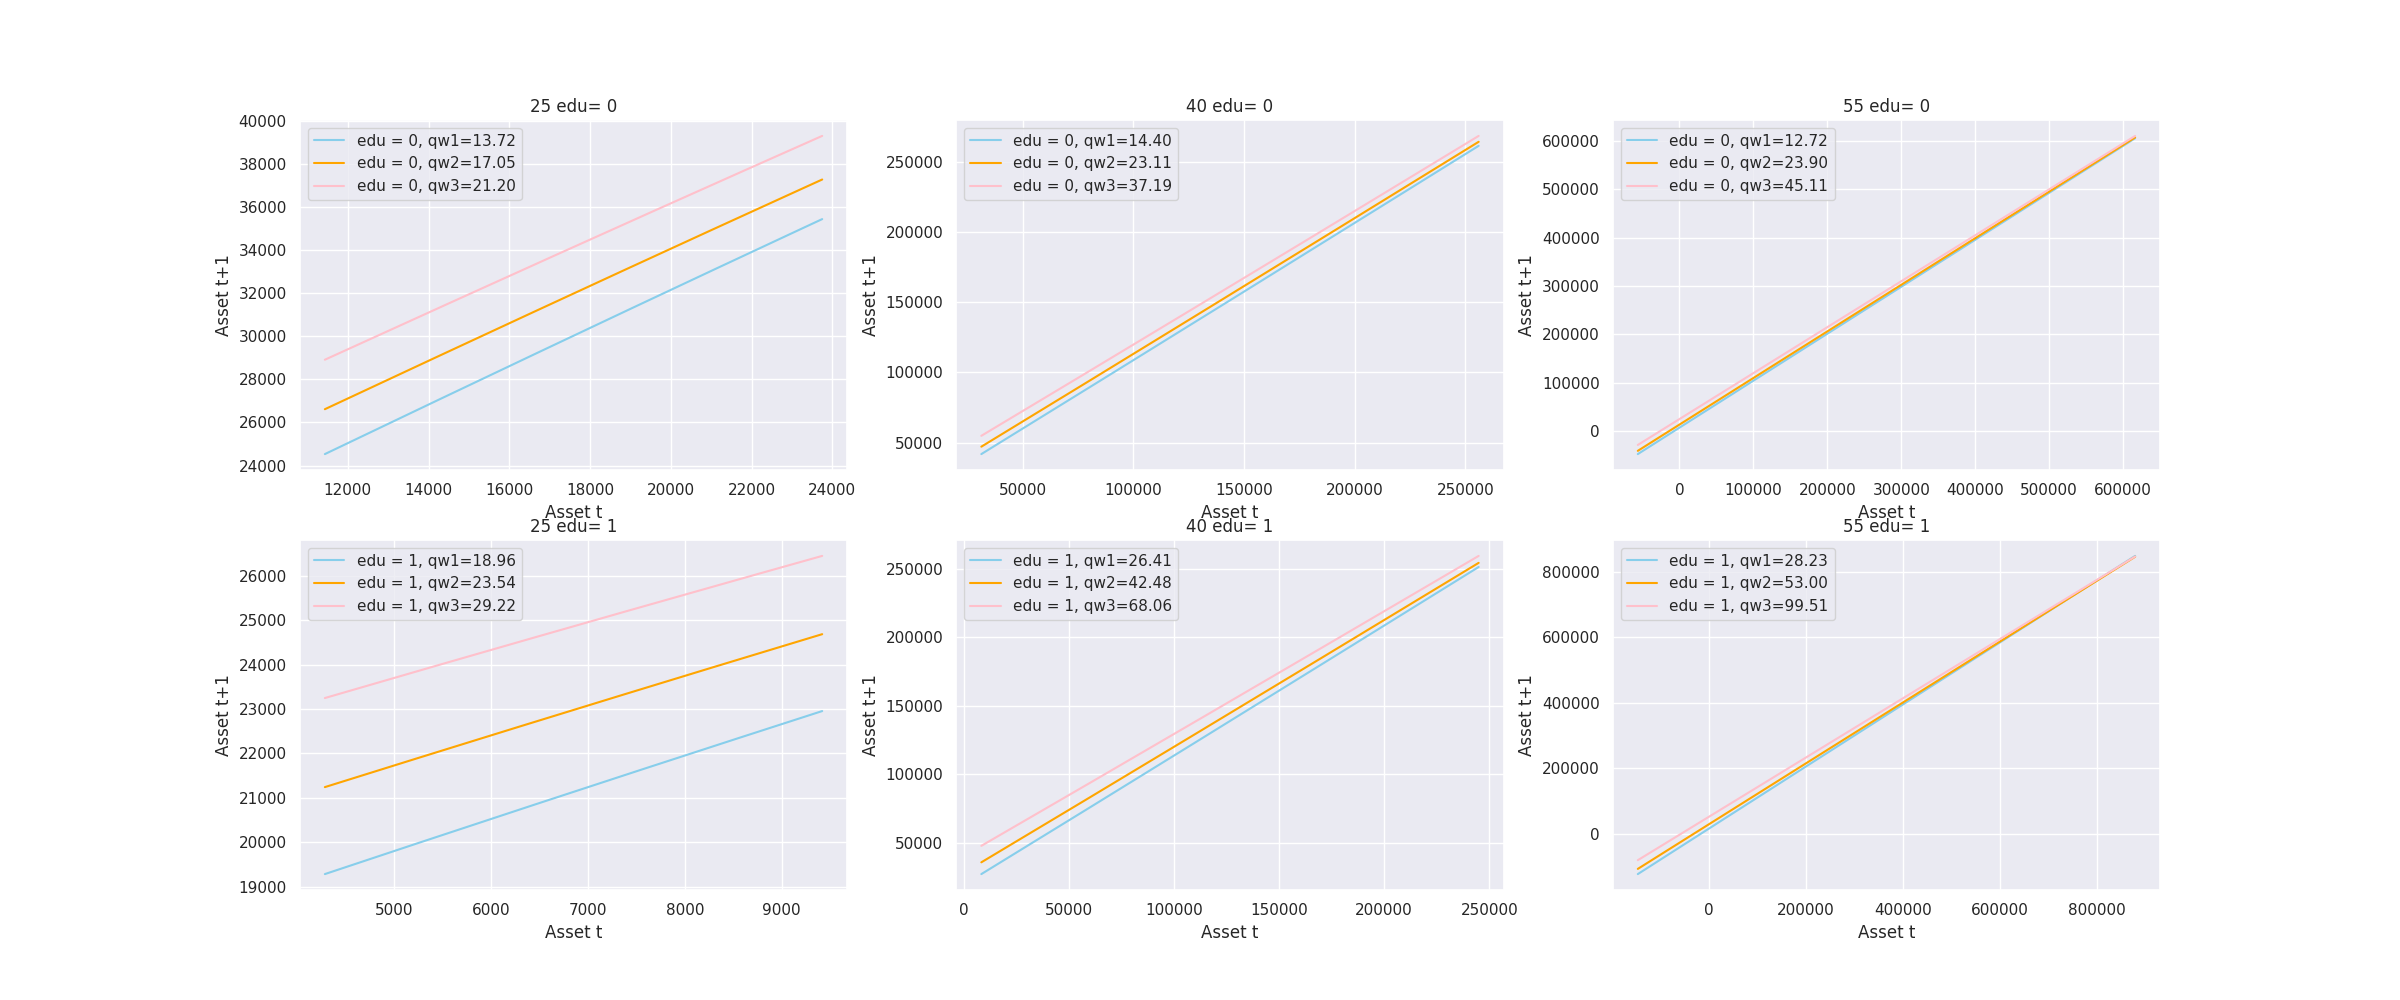 25 edu= 0
edu = 0, qw1=13.72
edu = 0, qw2=17.05
edu = 0, qw3=21.20
40000
38000
36000
34000
32000
30000
28000
26000
24000
Asset t+1
12000 14000 16000 18000 20000 22000 24000
Asset t
40 edu= 0
edu = 0, qw1=14.40
edu = 0, qw2=23.11
edu = 0, qw3=37.19
250000
200000
150000
100000
50000
Asset t+1
50000 100000 150000 200000 250000
Asset t
55 edu= 0
edu = 0, qw1=12.72
edu = 0, qw2=23.90
edu = 0, qw3=45.11
600000
500000
400000
300000
200000
100000
0
Asset t+1
0 100000 200000 300000 400000 500000 600000
Asset t
25 edu= 1
edu = 1, qw1=18.96
edu = 1, qw2=23.54
edu = 1, qw3=29.22
26000
25000
24000
23000
22000
21000
20000
19000
Asset t+1
5000 6000 7000 8000 9000
Asset t
40 edu= 1
edu = 1, qw1=26.41
edu = 1, qw2=42.48
edu = 1, qw3=68.06
250000
200000
150000
100000
50000
Asset t+1
0 50000 100000 150000 200000 250000
Asset t
55 edu= 1
edu = 1, qw1=28.23
edu = 1, qw2=53.00
edu = 1, qw3=99.51
800000
600000
400000
200000
0
Asset t+1
0 200000 400000 600000 800000
Asset t